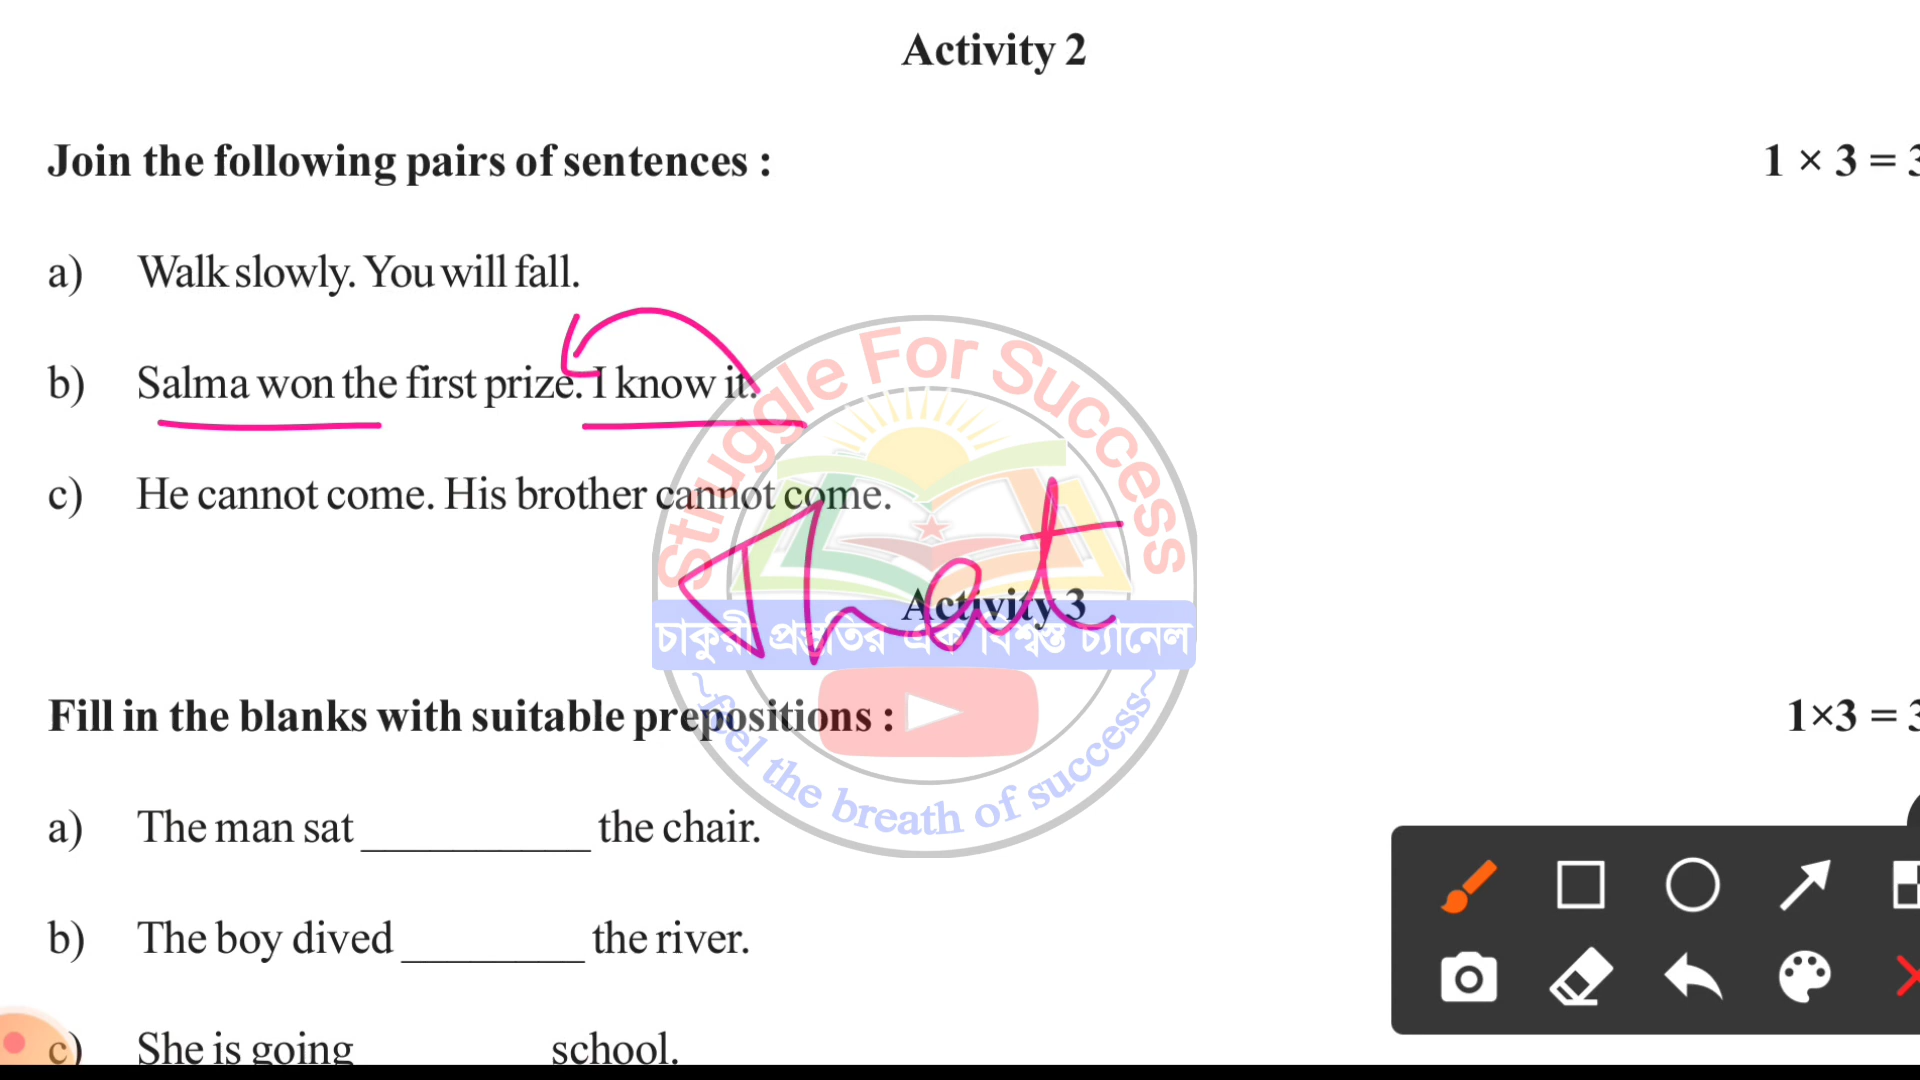 Activity 2
Join the following pairs of sentences : 1 × 3 = 3
a) Walk slowly. You will fall.
b) Salma won the first prize. I know it.
c) He cannot come. His brother cannot come.
Struggle For Success
that
Activity 3
চাকুরী প্রস্তুতির এক বিশ্বস্ত চ্যানেল
Fill in the blanks with suitable prepositions : 1×3 = 3
~feel the breath of success~
a) The man sat __________ the chair.
b) The boy dived ________ the river.
c) She is going school.